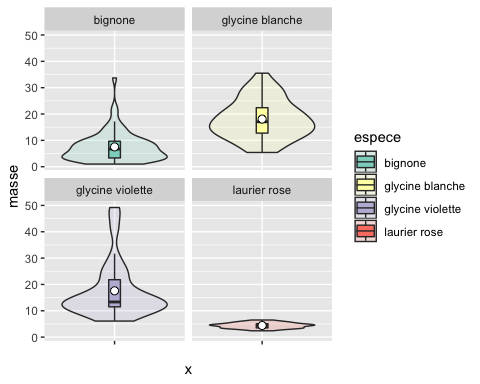 bignone
glycine blanche
50
40
30
20
10
0
glycine violette
laurier rose
50
40
30
20
10
0
masse
x
espece
bignone
glycine blanche
glycine violette
laurier rose